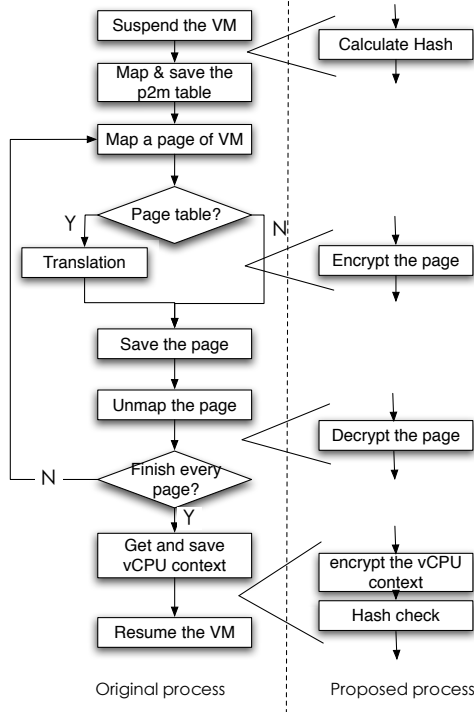 Suspend the VM
Calculate Hash
Map & save the
p2m table
Map a page of VM
Page table?
Y
N
Translation
Encrypt the page
Save the page
Unmap the page
Decrypt the page
Finish every
page?
N
Y
Get and save
vCPU context
encrypt the vCPU
context
Hash check
Resume the VM
Original process
Proposed process